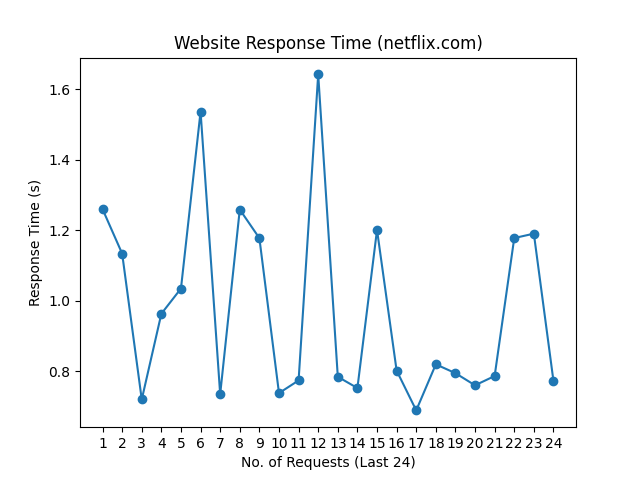 Website Response Time (netflix.com)
1.6
1.4
1.2
1.0
0.8
Response Time (s)
1 2 3 4 5 6 7 8 9 10 11 12 13 14 15 16 17 18 19 20 21 22 23 24
No. of Requests (Last 24)